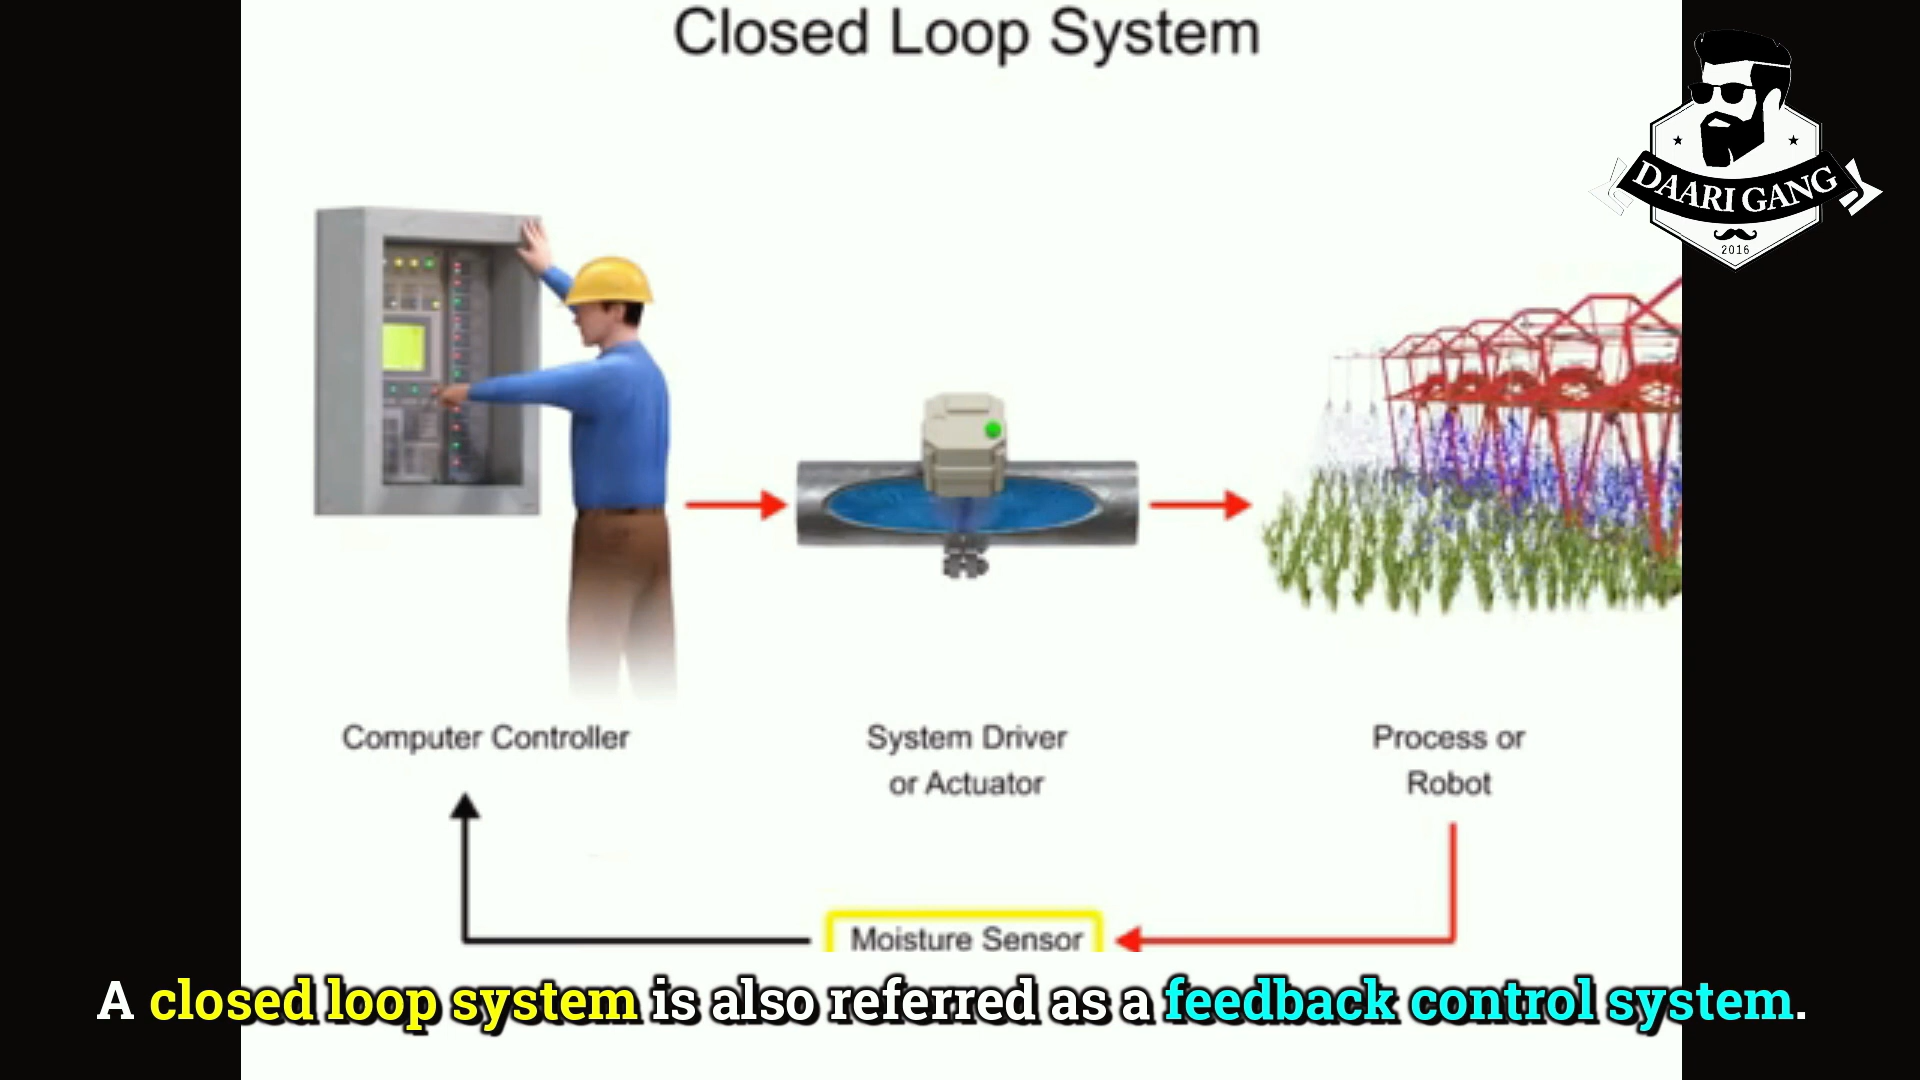 Closed Loop System
DAARI GANG
2016
Computer Controller
System Driver
or Actuator
Process or
Robot
Moisture Sensor
A closed loop system is also referred as a feedback control system.